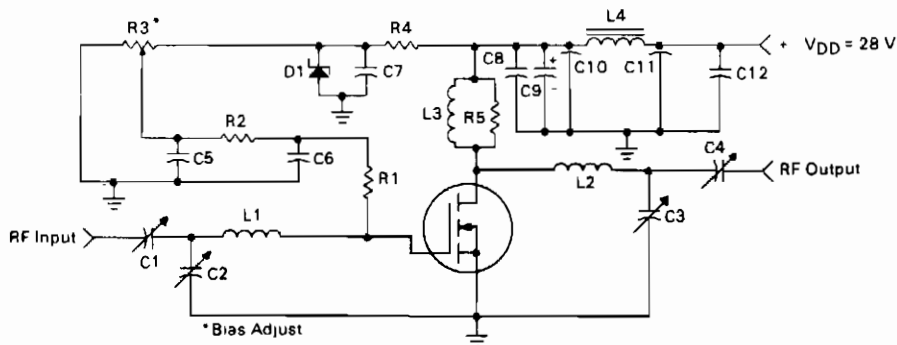 R3*
R4
L4
+ VDD = 28 V
D1
C7
C8
C9
+
-
C10
C11
C12
L3
R5
R2
C5
C6
R1
C4
RF Output
L2
C3
L1
RF Input
C1
C2
*Bias Adjust